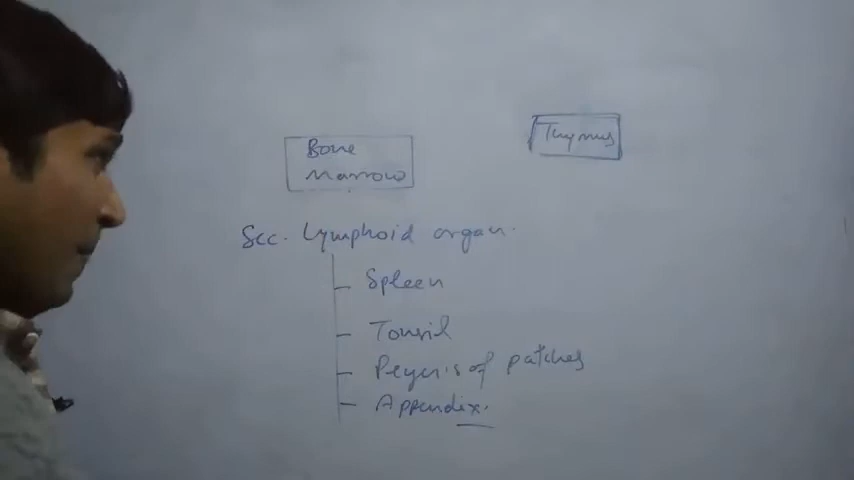 Bone
Marrow
Thymus
Sec. Lymphoid organ.
Spleen
Tonsil
Peyer's of patches
Appendix.